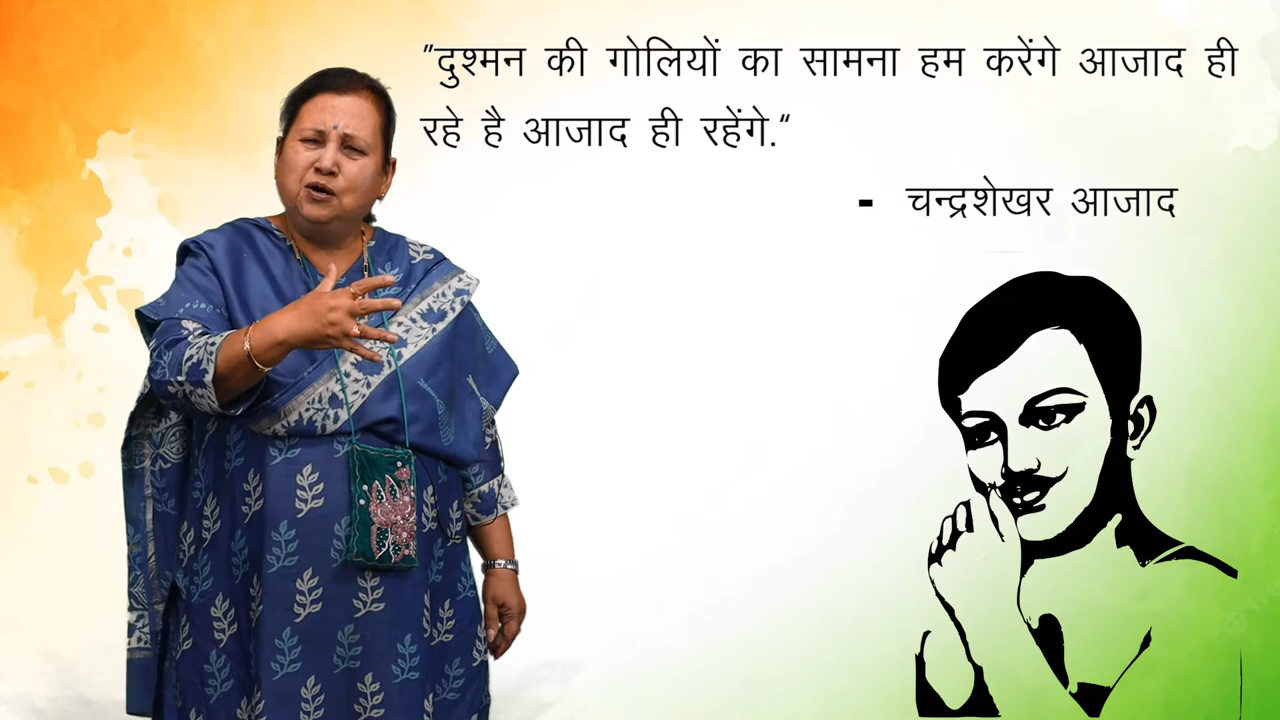 "दुश्मन की गोलियों का सामना हम करेंगे आजाद ही
रहे है आजाद ही रहेंगे."
- चन्द्रशेखर आजाद